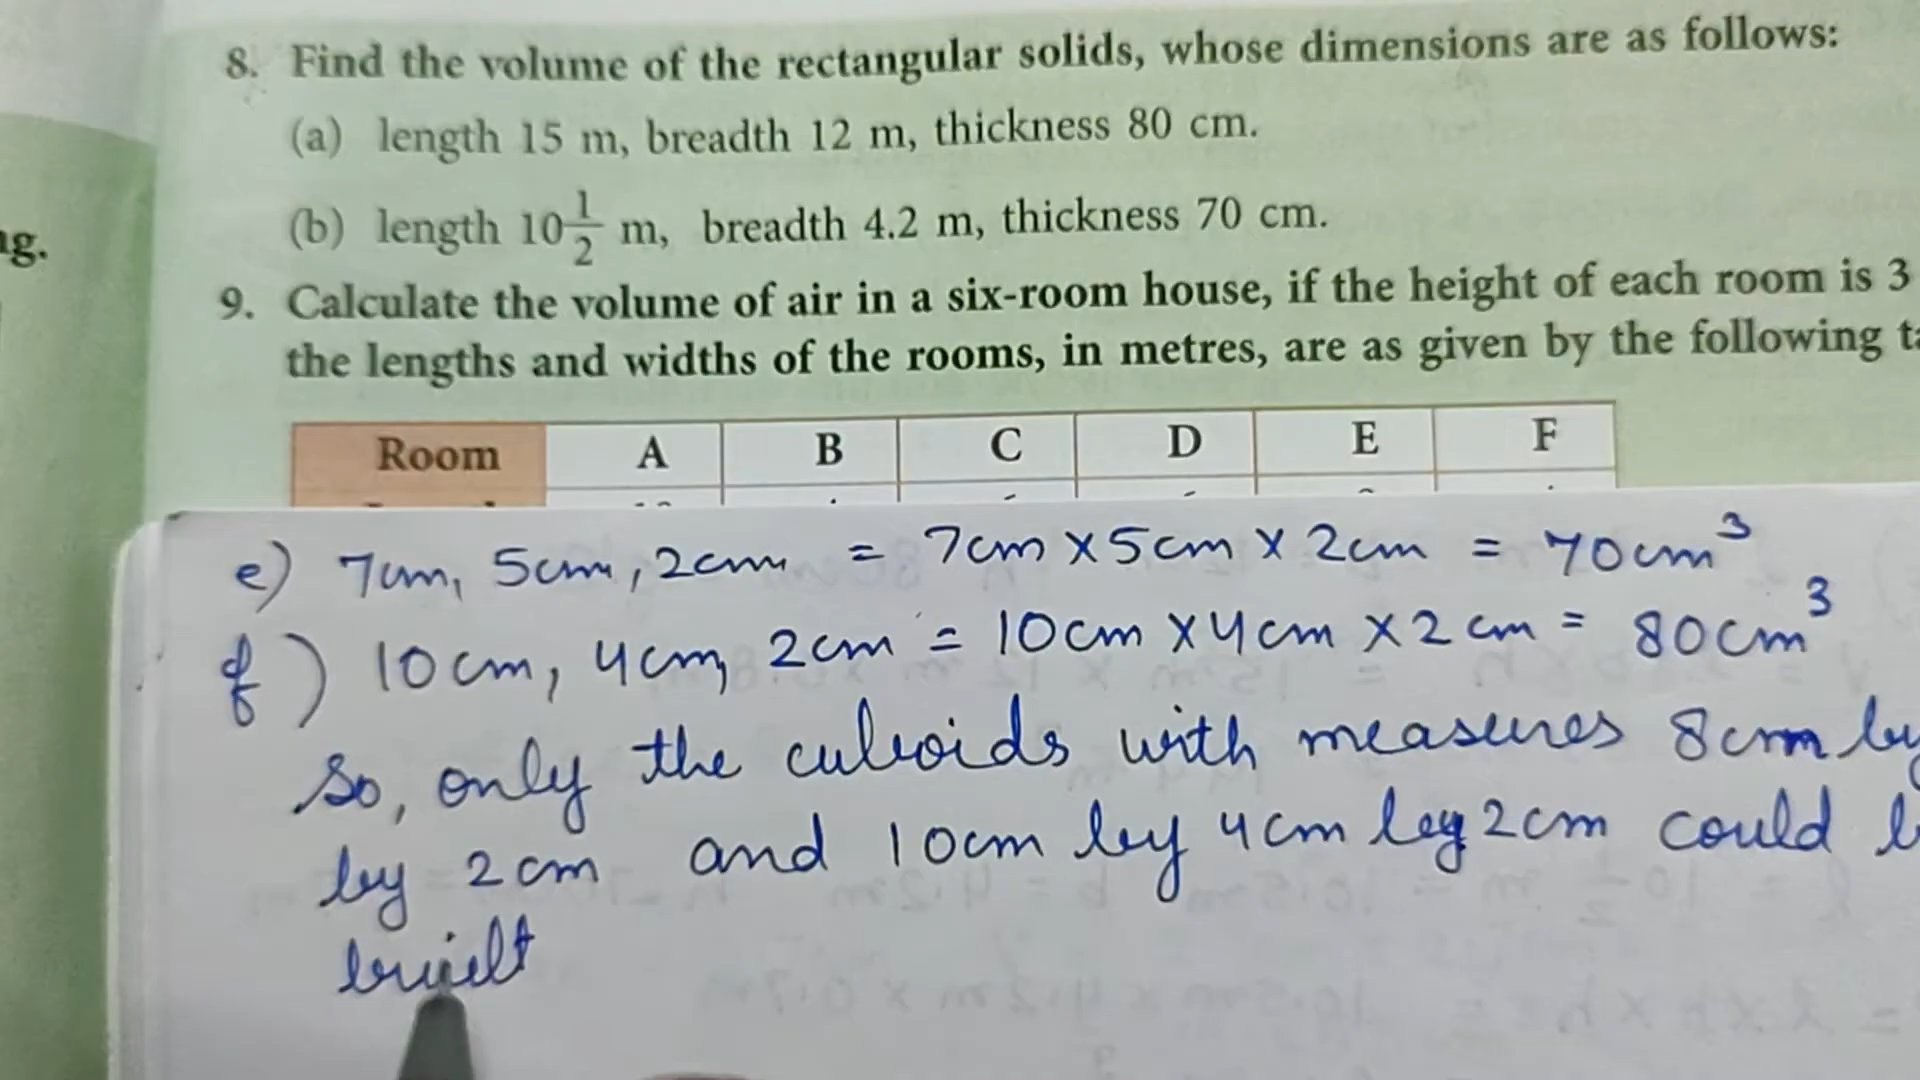 8. Find the volume of the rectangular solids, whose dimensions are as follows:
(a) length 15 m, breadth 12 m, thickness 80 cm.
(b) length 10 1/2 m, breadth 4.2 m, thickness 70 cm.
g.
9. Calculate the volume of air in a six-room house, if the height of each room is 3
the lengths and widths of the rooms, in metres, are as given by the following
Room A B C D E F
e) 7cm, 5cm, 2cm = 7cm × 5cm × 2cm = 70cm³
f) 10cm, 4cm, 2cm = 10cm × 4cm × 2cm = 80cm³
So, only the cuboids with measures 8cm by
by 2cm and 10cm by 4cm by 2cm could
built